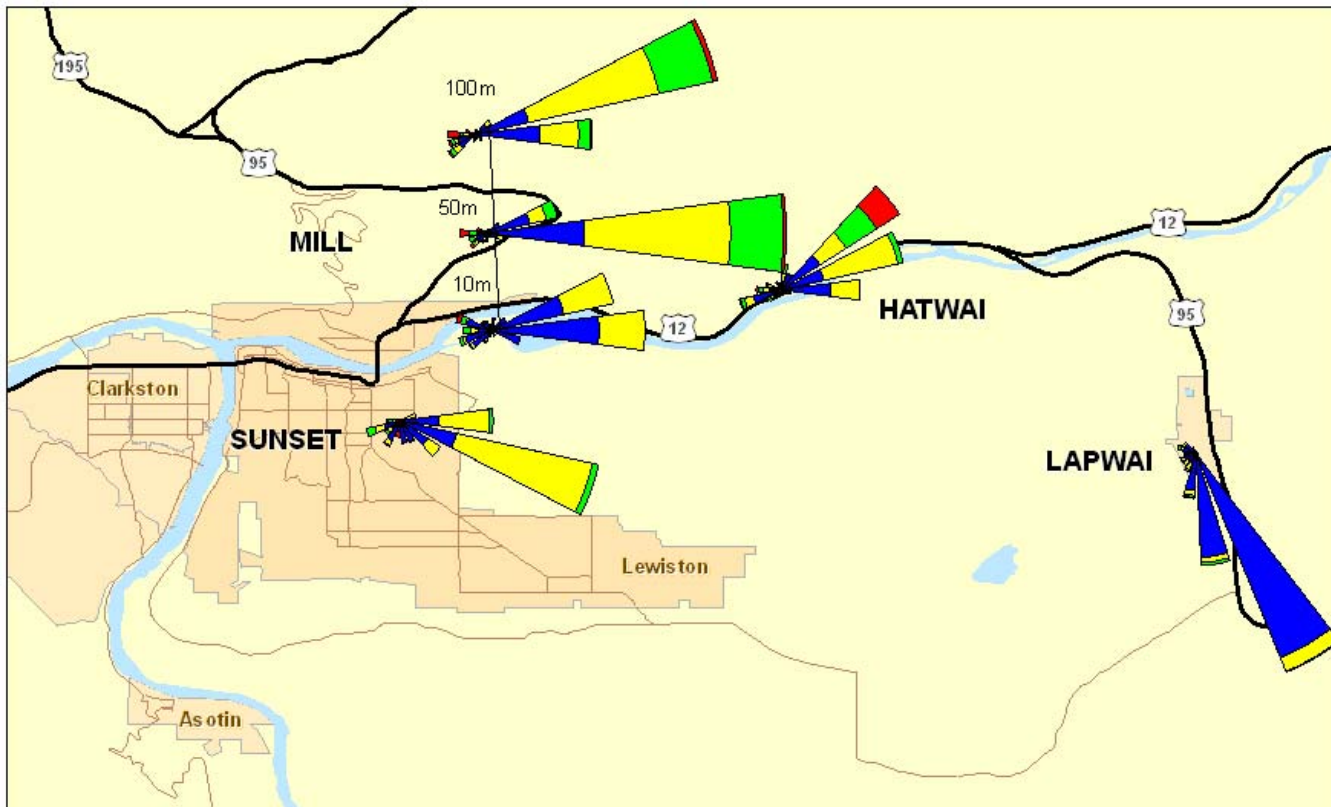 195
100m
95
50m
MILL
12
10m
HATWAI
12
95
Clarkston
SUNSET
LAPWAI
Lewiston
Asotin